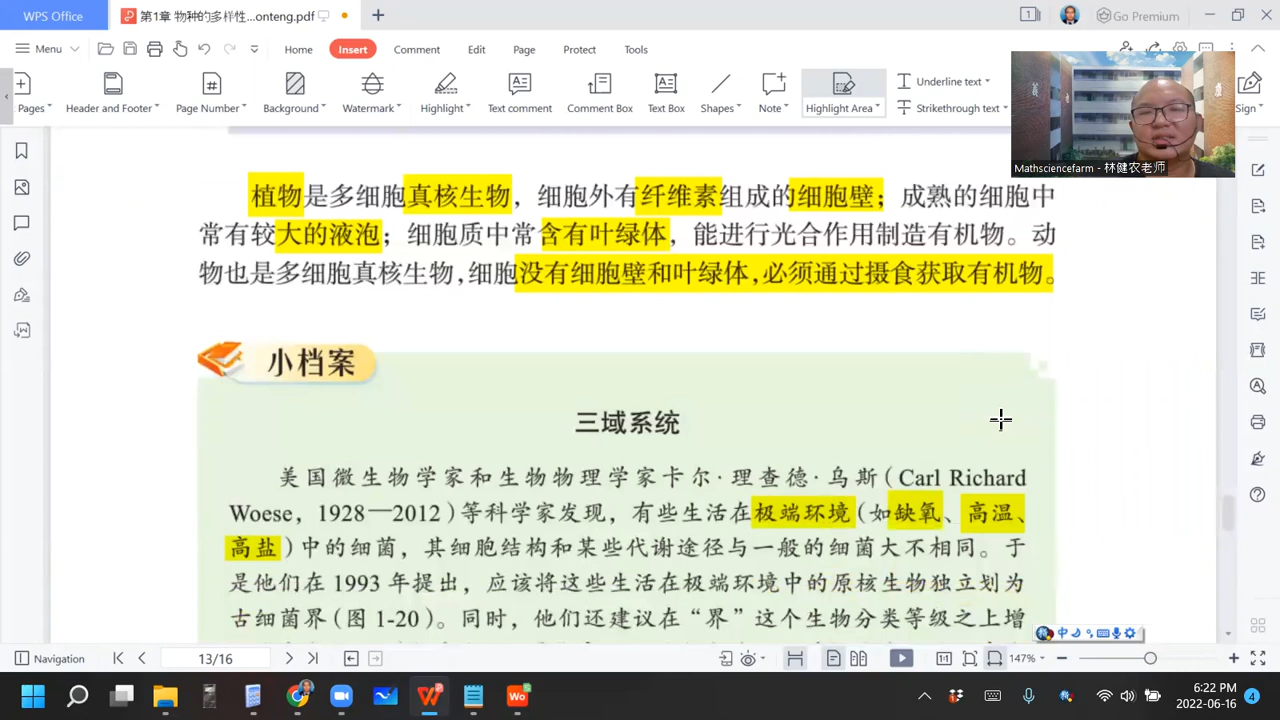 WPS Office
第1章 物种的多样性...onteng.pdf
1
Go Premium
Menu
Home
Insert
Comment
Edit
Page
Protect
Tools
Pages
Header and Footer
Page Number
Background
Watermark
Highlight
Text comment
Comment Box
Text Box
Shapes
Note
Highlight Area
Underline text
Strikethrough text
Sign
Mathsciencefarm - 林健农老师
植物是多细胞真核生物，细胞外有纤维素组成的细胞壁；成熟的细胞中
常有较大的液泡；细胞质中常含有叶绿体，能进行光合作用制造有机物。动
物也是多细胞真核生物，细胞没有细胞壁和叶绿体，必须通过摄食获取有机物。
小档案
三域系统
美国微生物学家和生物物理学家卡尔·理查德·乌斯（Carl Richard
Woese，1928—2012）等科学家发现，有些生活在极端环境（如缺氧、高温、
高盐）中的细菌，其细胞结构和某些代谢途径与一般的细菌大不相同。于
是他们在 1993 年提出，应该将这些生活在极端环境中的原核生物独立划为
古细菌界（图 1-20）。同时，他们还建议在“界”这个生物分类等级之上增
中
Navigation
13/16
1:1
147%
6:22 PM
2022-06-16
4